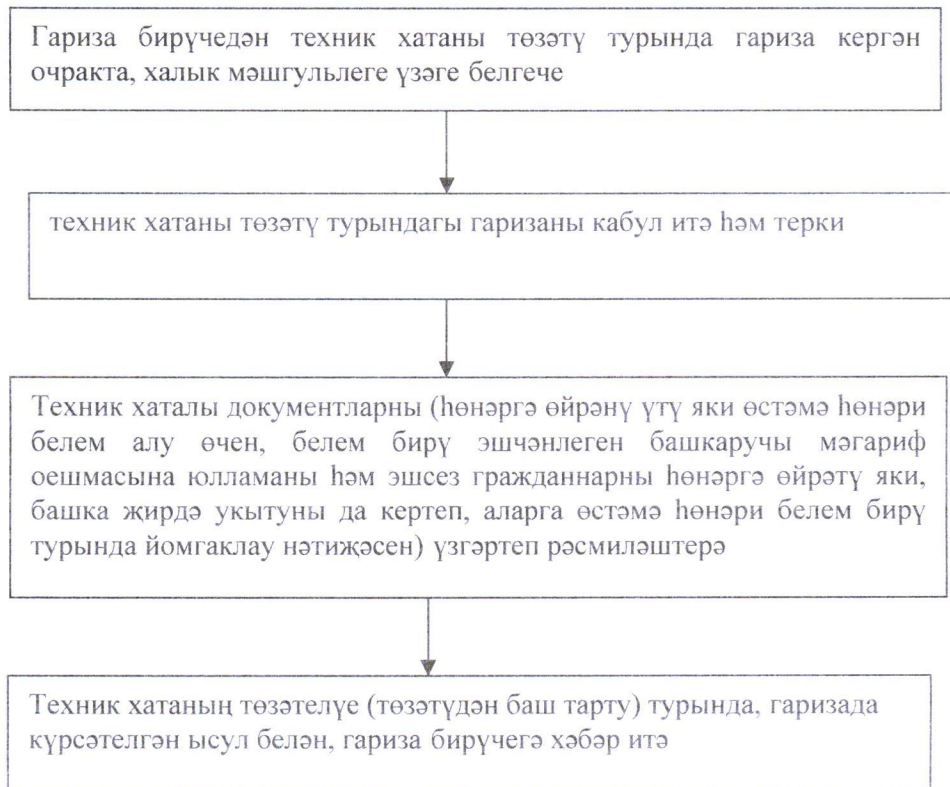 Гариза бирүчедән техник хатаны төзәтү турында гариза кергән
очракта, халык мәшгульлеге үзәге белгече
техник хатаны төзәтү турындагы гаризаны кабул итә һәм терки
Техник хаталы документларны (һөнәргә өйрәнү үтү яки өстәмә һөнәри
белем алу өчен, белем бирү эшчәнлеген башкаручы мәгариф
оешмасына юлламаны һәм эшсез гражданнарны һөнәргә өйрәтү яки,
башка җирдә укытуны да кертеп, аларга өстәмә һөнәри белем бирү
турында йомгаклау нәтиҗәсен) үзгәртеп рәсмиләштерә
Техник хатаның төзәтелүе (төзәтүдән баш тарту) турында, гаризада
күрсәтелгән ысул белән, гариза бирүчегә хәбәр итә